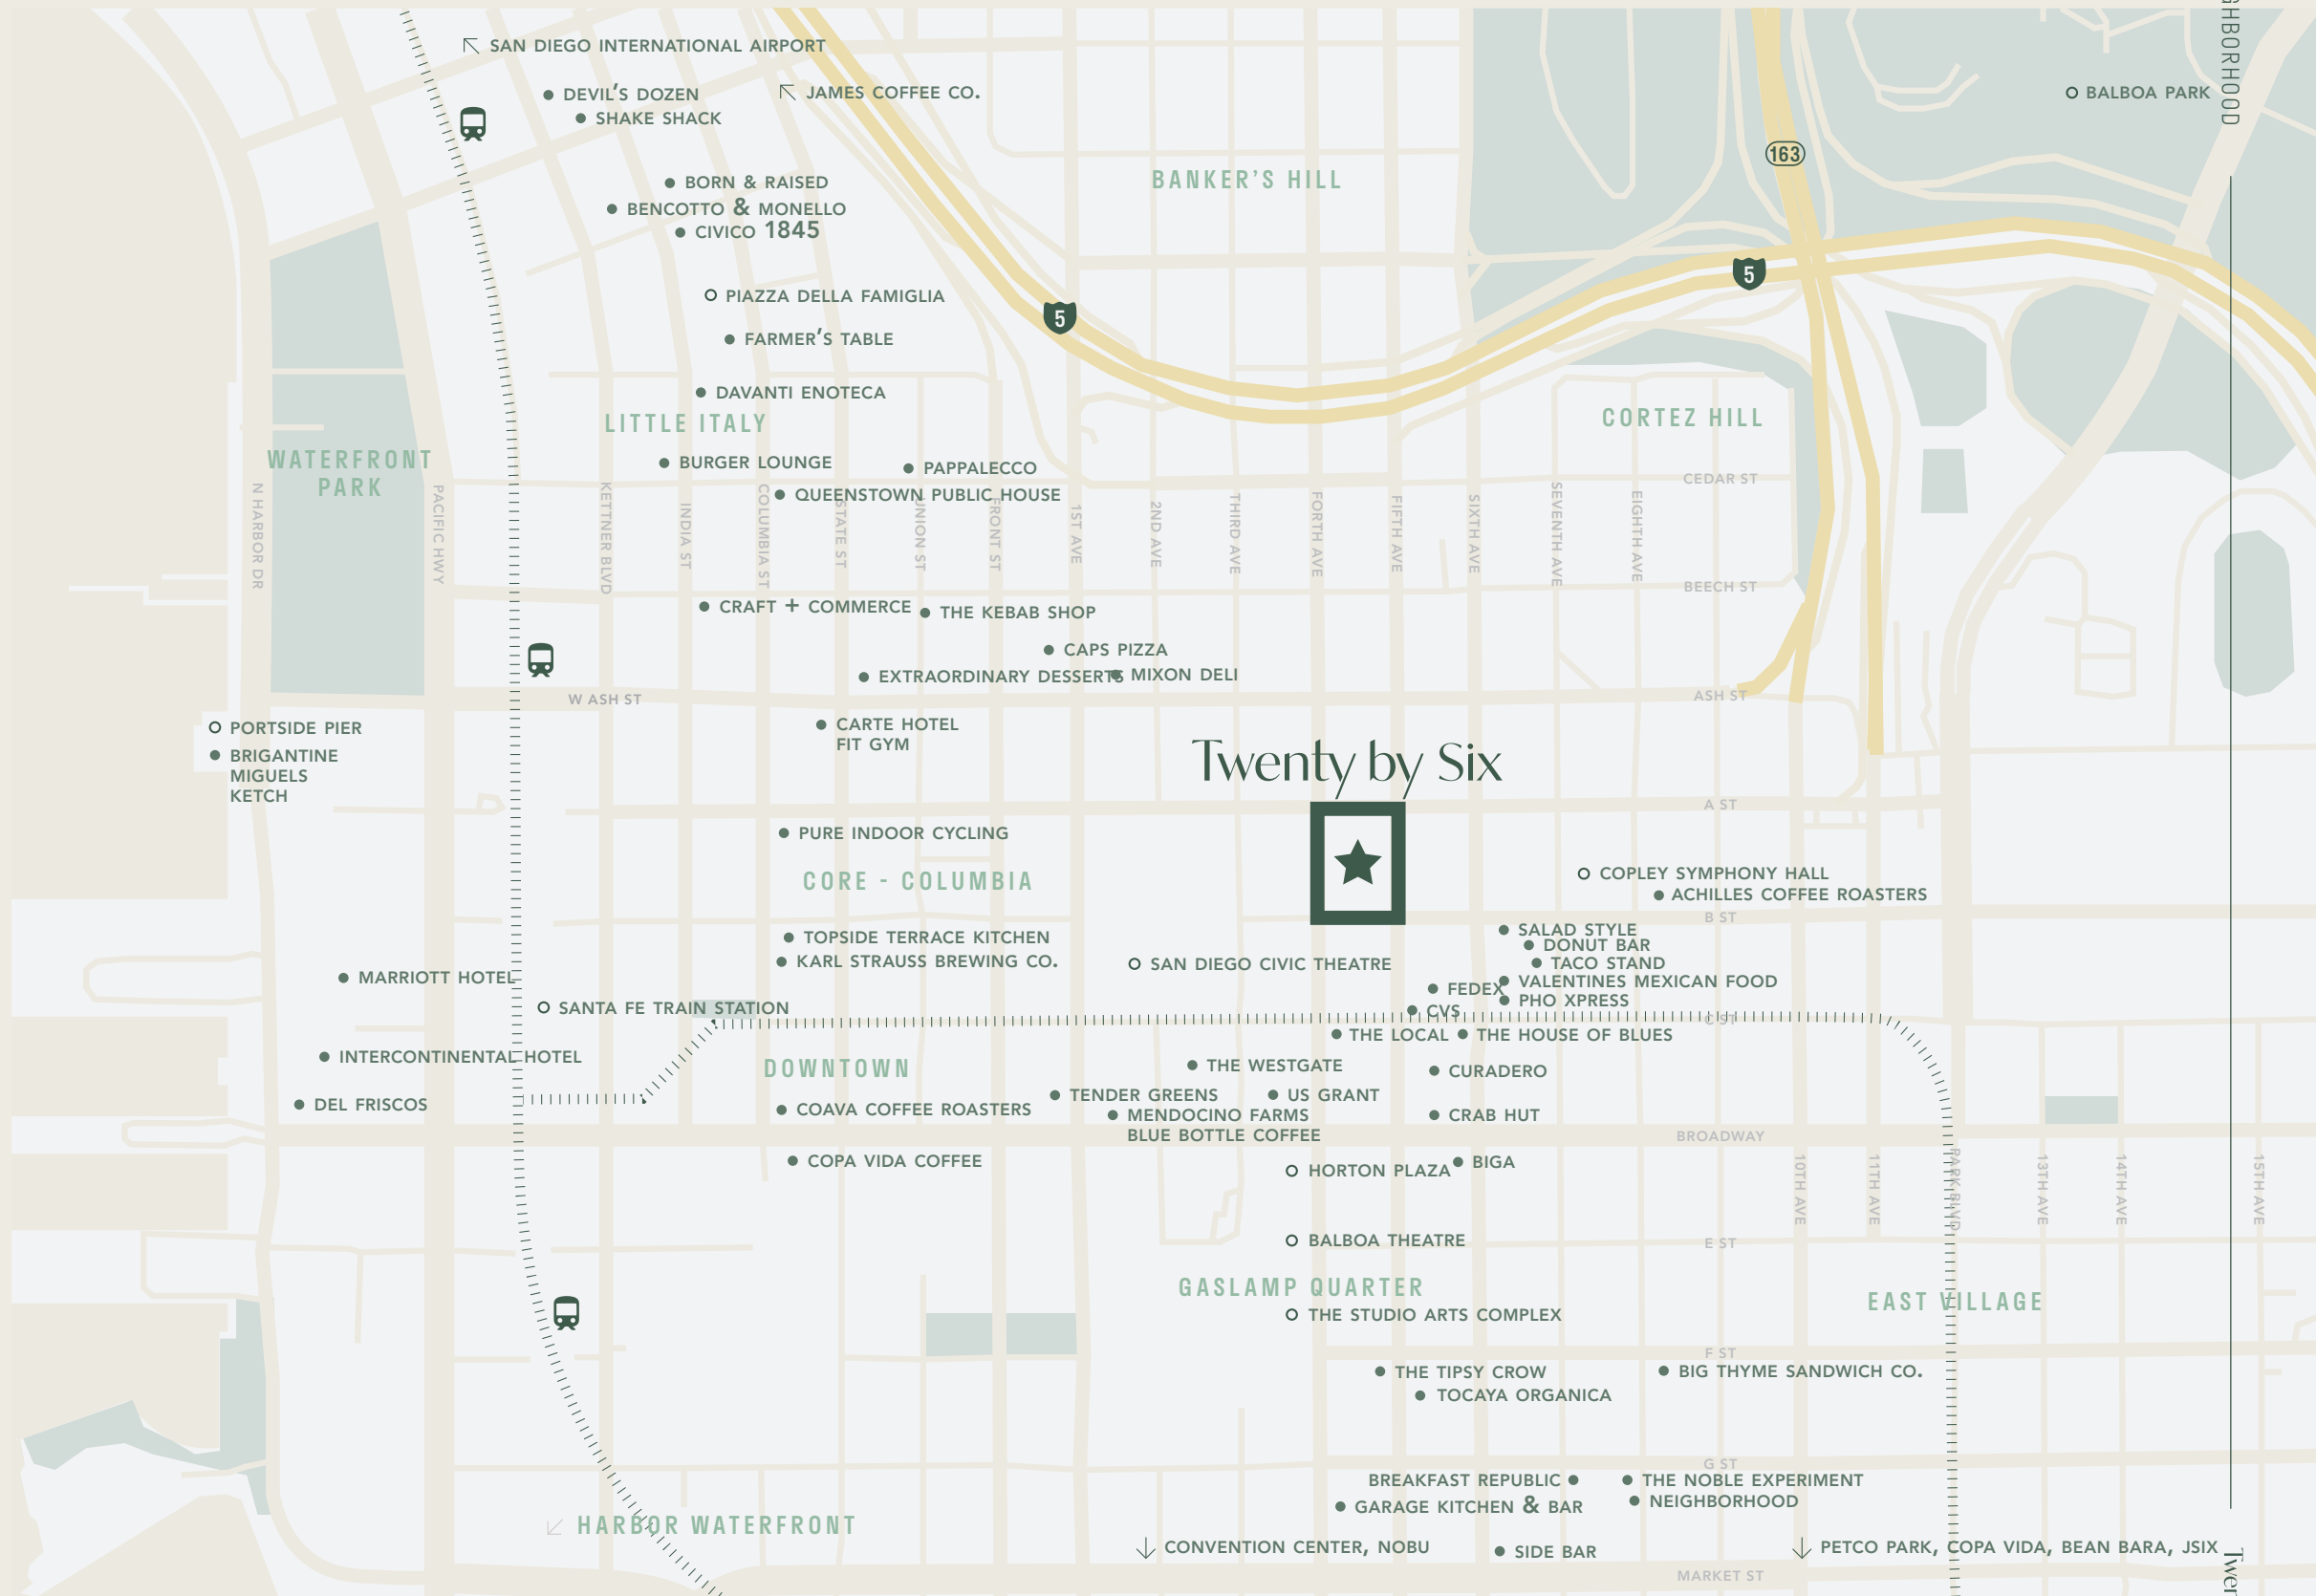 SAN DIEGO INTERNATIONAL AIRPORT
DEVIL'S DOZEN
JAMES COFFEE CO.
SHAKE SHACK
BALBOA PARK
163
BANKER'S HILL
BORN & RAISED
BENCOTTO & MONELLO
CIVICO 1845
5
PIAZZA DELLA FAMIGLIA
5
FARMER'S TABLE
DAVANTI ENOTECA
LITTLE ITALY
CORTEZ HILL
WATERFRONT
PARK
BURGER LOUNGE
PAPPALECCO
CEDAR ST
QUEENSTOWN PUBLIC HOUSE
N HARBOR DR
PACIFIC HWY
KETTNER BLVD
INDIA ST
COLUMBIA ST
STATE ST
UNION ST
FRONT ST
1ST AVE
2ND AVE
THIRD AVE
FORTH AVE
FIFTH AVE
SIXTH AVE
SEVENTH AVE
EIGHTH AVE
BEECH ST
CRAFT + COMMERCE
THE KEBAB SHOP
CAPS PIZZA
EXTRAORDINARY DESSERTS
MIXON DELI
W ASH ST
ASH ST
PORTSIDE PIER
BRIGANTINE
MIGUELS
KETCH
CARTE HOTEL
FIT GYM
Twenty by Six
A ST
PURE INDOOR CYCLING
CORE - COLUMBIA
COPLEY SYMPHONY HALL
ACHILLES COFFEE ROASTERS
B ST
SALAD STYLE
TOPSIDE TERRACE KITCHEN
DONUT BAR
KARL STRAUSS BREWING CO.
SAN DIEGO CIVIC THEATRE
TACO STAND
MARRIOTT HOTEL
VALENTINES MEXICAN FOOD
FEDEX
PHO XPRESS
SANTA FE TRAIN STATION
CVS
C ST
THE LOCAL
THE HOUSE OF BLUES
INTERCONTINENTAL HOTEL
DOWNTOWN
THE WESTGATE
CURADERO
DEL FRISCOS
TENDER GREENS
US GRANT
COAVA COFFEE ROASTERS
MENDOCINO FARMS
BLUE BOTTLE COFFEE
CRAB HUT
BROADWAY
COPA VIDA COFFEE
HORTON PLAZA
BIGA
10TH AVE
11TH AVE
PARK BLVD
13TH AVE
14TH AVE
15TH AVE
BALBOA THEATRE
E ST
GASLAMP QUARTER
EAST VILLAGE
THE STUDIO ARTS COMPLEX
F ST
THE TIPSY CROW
BIG THYME SANDWICH CO.
TOCAYA ORGANICA
G ST
BREAKFAST REPUBLIC
THE NOBLE EXPERIMENT
GARAGE KITCHEN & BAR
NEIGHBORHOOD
HARBOR WATERFRONT
CONVENTION CENTER, NOBU
SIDE BAR
PETCO PARK, COPA VIDA, BEAN BARA, JSIX
MARKET ST